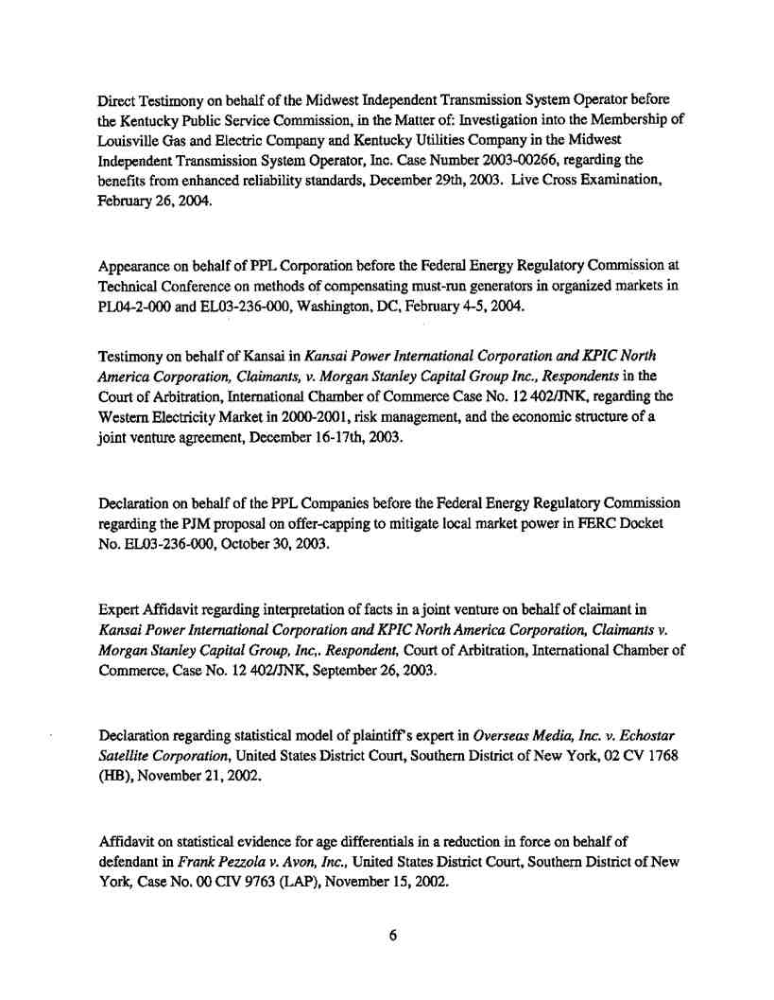 Direct Testimony on behalf of the Midwest Independent Transmission System Operator before
the Kentucky Public Service Commission, in the Matter of: Investigation into the Membership of
Louisville Gas and Electric Company and Kentucky Utilities Company in the Midwest
Independent Transmission System Operator, Inc. Case Number 2003-00266, regarding the
benefits from enhanced reliability standards, December 29th, 2003. Live Cross Examination,
February 26, 2004.
Appearance on behalf of PPL Corporation before the Federal Energy Regulatory Commission at
Technical Conference on methods of compensating must-run generators in organized markets in
PL04-2-000 and EL03-236-000, Washington, DC, February 4-5, 2004.
Testimony on behalf of Kansai in Kansai Power International Corporation and KPIC North
America Corporation, Claimants, v. Morgan Stanley Capital Group Inc., Respondents in the
Court of Arbitration, International Chamber of Commerce Case No. 12 402/JNK, regarding the
Western Electricity Market in 2000-2001, risk management, and the economic structure of a
joint venture agreement, December 16-17th, 2003.
Declaration on behalf of the PPL Companies before the Federal Energy Regulatory Commission
regarding the PJM proposal on offer-capping to mitigate local market power in FERC Docket
No. EL03-236-000, October 30, 2003.
Expert Affidavit regarding interpretation of facts in a joint venture on behalf of claimant in
Kansai Power International Corporation and KPIC North America Corporation, Claimants v.
Morgan Stanley Capital Group, Inc,. Respondent, Court of Arbitration, International Chamber of
Commerce, Case No. 12 402/JNK, September 26, 2003.
Declaration regarding statistical model of plaintiff's expert in Overseas Media, Inc. v. Echostar
Satellite Corporation, United States District Court, Southern District of New York, 02 CV 1768
(HB), November 21, 2002.
Affidavit on statistical evidence for age differentials in a reduction in force on behalf of
defendant in Frank Pezzola v. Avon, Inc., United States District Court, Southern District of New
York, Case No. 00 CIV 9763 (LAP), November 15, 2002.
6